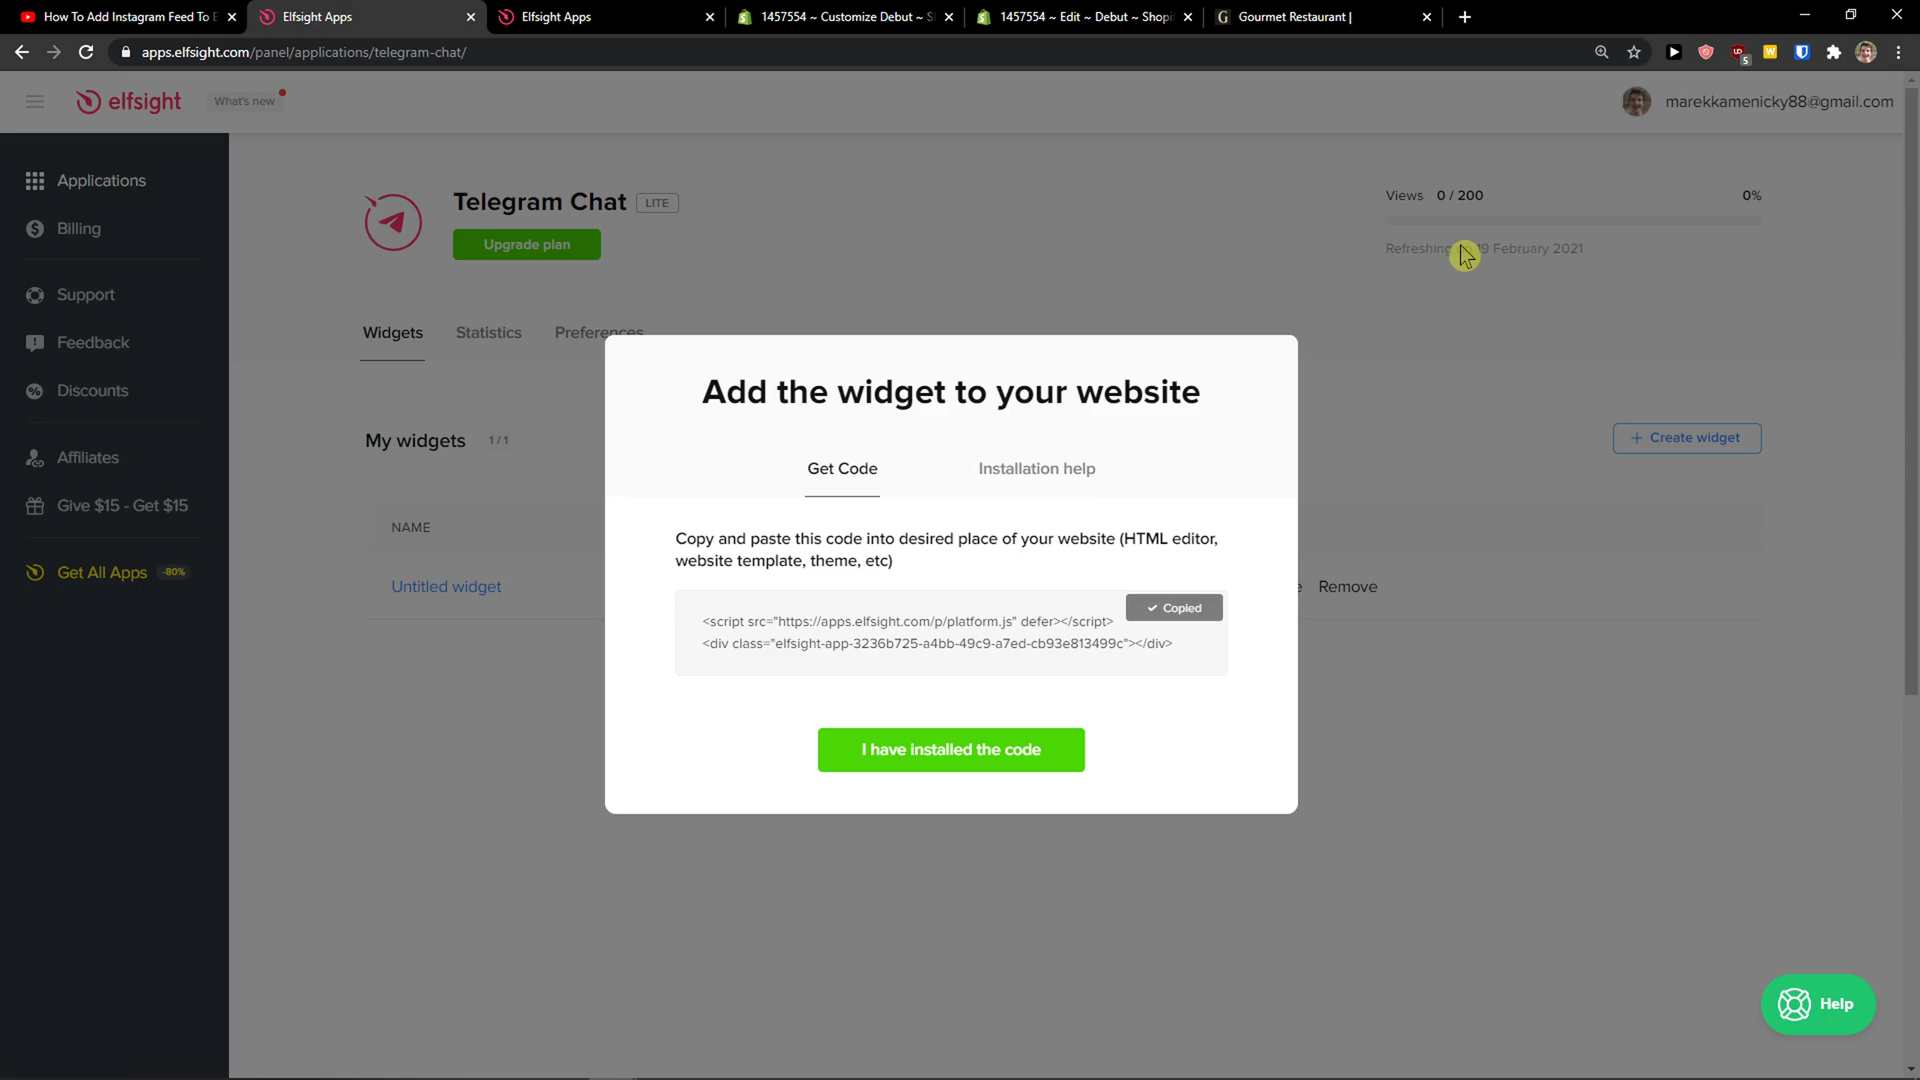 How To Add Instagram Feed To E
Elfsight Apps
Elfsight Apps
1457554 ~ Customize Debut ~ S
1457554 ~ Edit ~ Debut ~ Shopi
G Gourmet Restaurant |
apps.elfsight.com/panel/applications/telegram-chat/
elfsight
What's new
marekkamenicky88@gmail.com
Applications
Billing
Support
Feedback
Discounts
Affiliates
Give $15 - Get $15
Get All Apps -80%
Telegram Chat LITE
Upgrade plan
Views 0 / 200 0%
Refreshing 19 February 2021
Widgets Statistics Preferences
My widgets 1 / 1
+ Create widget
NAME
Untitled widget
Remove
Add the widget to your website
Get Code Installation help
Copy and paste this code into desired place of your website (HTML editor,
website template, theme, etc)
Copied
<script src="https://apps.elfsight.com/p/platform.js" defer></script>
<div class="elfsight-app-3236b725-a4bb-49c9-a7ed-cb93e813499c"></div>
I have installed the code
Help